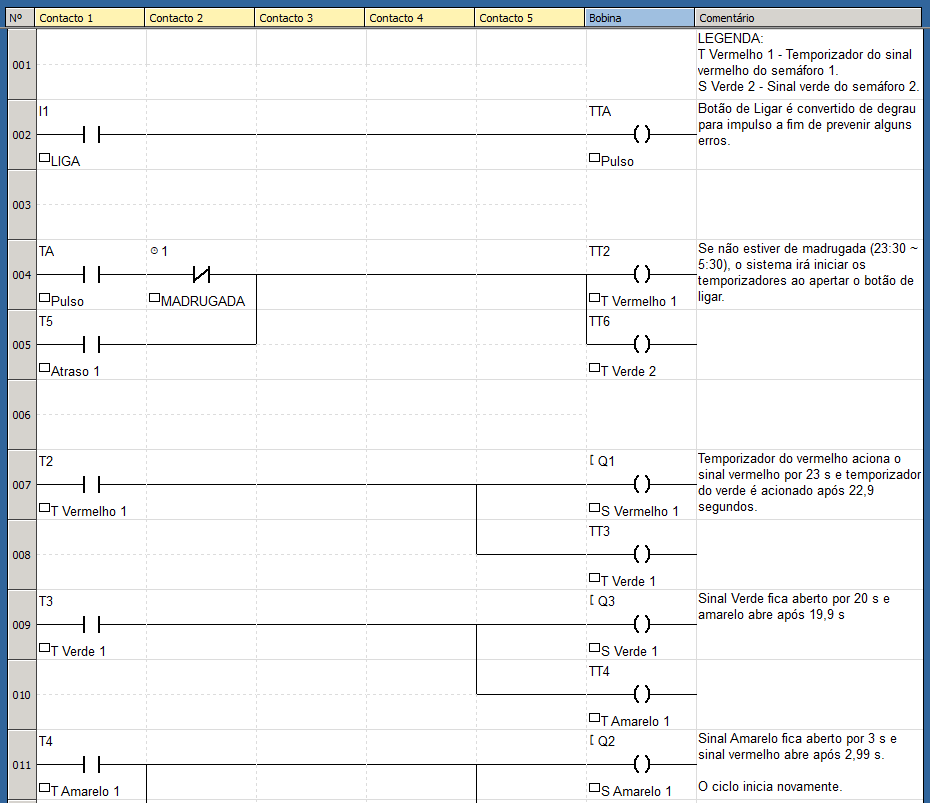 Nº Contacto 1 Contacto 2 Contacto 3 Contacto 4 Contacto 5 Bobina Comentário
001
LEGENDA:
T Vermelho 1 - Temporizador do sinal
vermelho do semáforo 1.
S Verde 2 - Sinal verde do semáforo 2.
002
I1
LIGA
TTA
Pulso
Botão de Ligar é convertido de degrau
para impulso a fim de prevenir alguns
erros.
003
004
TA
Pulso
1
MADRUGADA
TT2
T Vermelho 1
Se não estiver de madrugada (23:30 ~
5:30), o sistema irá iniciar os
temporizadores ao apertar o botão de
ligar.
005
T5
Atraso 1
TT6
T Verde 2
006
007
T2
T Vermelho 1
[ Q1
S Vermelho 1
Temporizador do vermelho aciona o
sinal vermelho por 23 s e temporizador
do verde é acionado após 22,9
segundos.
008
TT3
T Verde 1
009
T3
T Verde 1
[ Q3
S Verde 1
Sinal Verde fica aberto por 20 s e
amarelo abre após 19,9 s
010
TT4
T Amarelo 1
011
T4
T Amarelo 1
[ Q2
S Amarelo 1
Sinal Amarelo fica aberto por 3 s e
sinal vermelho abre após 2,99 s.
O ciclo inicia novamente.